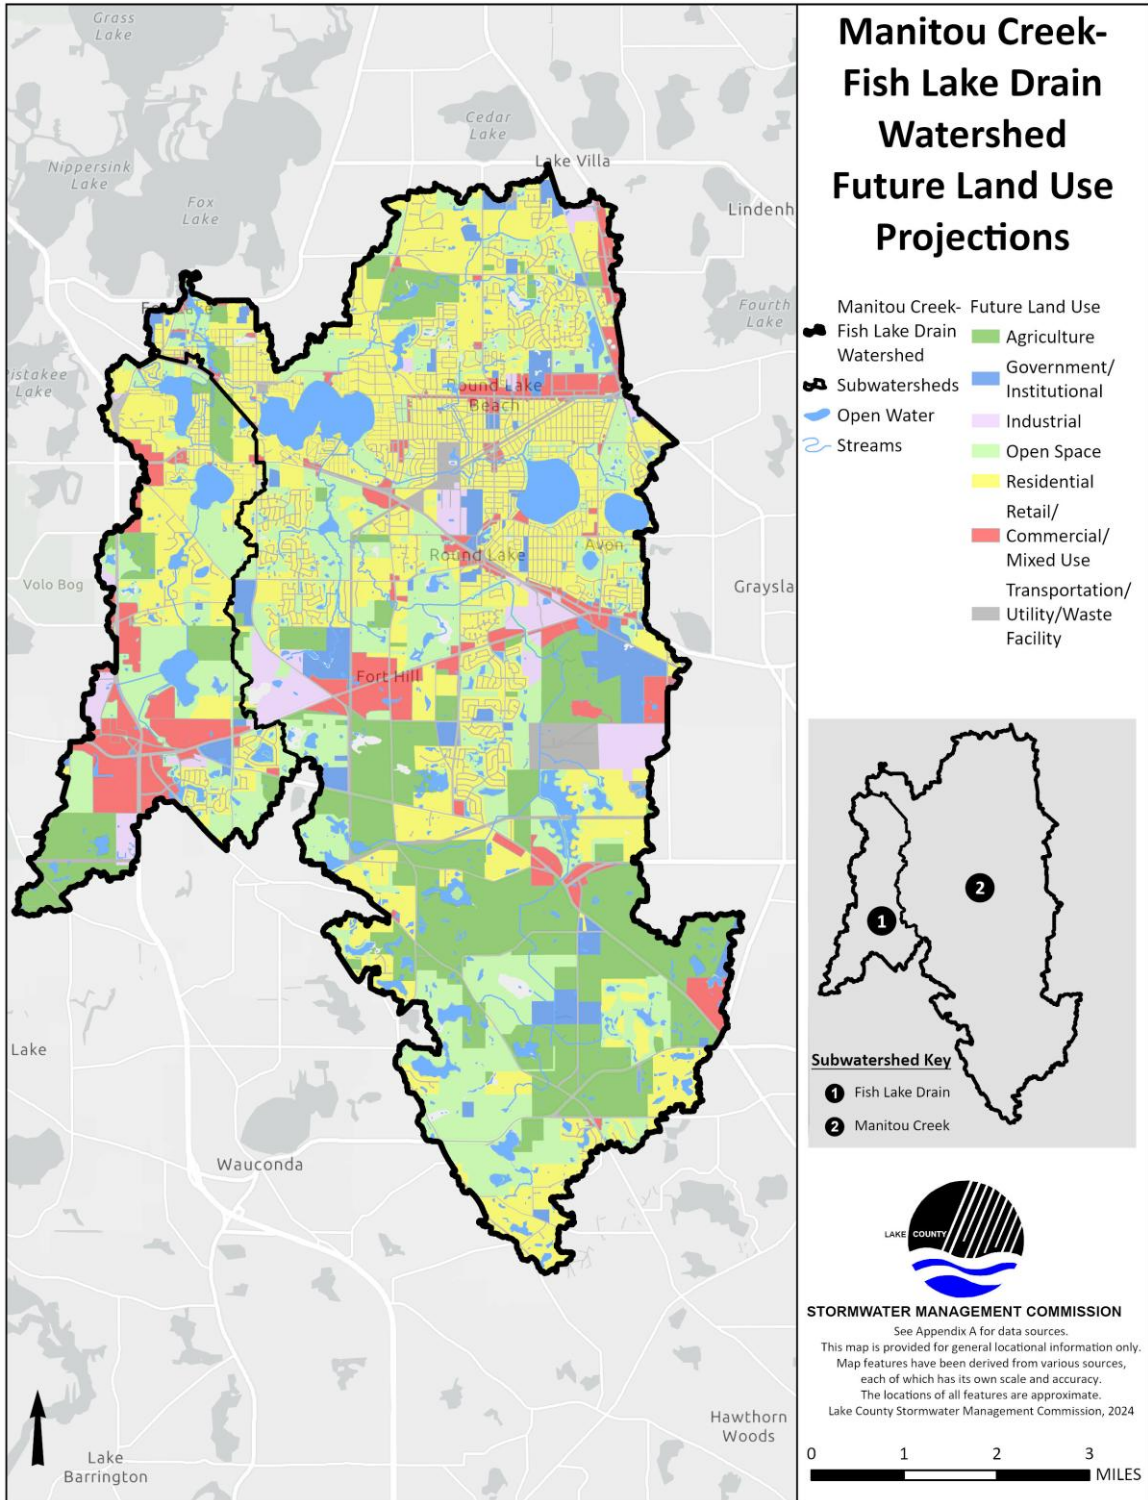 Grass
Lake
Cedar
Lake
Lake Villa
Nippersink
Lake
Fox
Lake
Lindenh
Fourth
Lake
Pistakee
Lake
Round Lake
Beach
Round Lake
Avon
Volo Bog
Graysla
Fort Hill
Lake
Wauconda
Hawthorn
Woods
Lake
Barrington
Manitou Creek-
Fish Lake Drain
Watershed
Future Land Use
Projections
Manitou Creek-
Fish Lake Drain
Watershed
Subwatersheds
Open Water
Streams
Future Land Use
Agriculture
Government/
Institutional
Industrial
Open Space
Residential
Retail/
Commercial/
Mixed Use
Transportation/
Utility/Waste
Facility
1
2
Subwatershed Key
1 Fish Lake Drain
2 Manitou Creek
LAKE COUNTY
STORMWATER MANAGEMENT COMMISSION
See Appendix A for data sources.
This map is provided for general locational information only.
Map features have been derived from various sources,
each of which has its own scale and accuracy.
The locations of all features are approximate.
Lake County Stormwater Management Commission, 2024
0 1 2 3
MILES